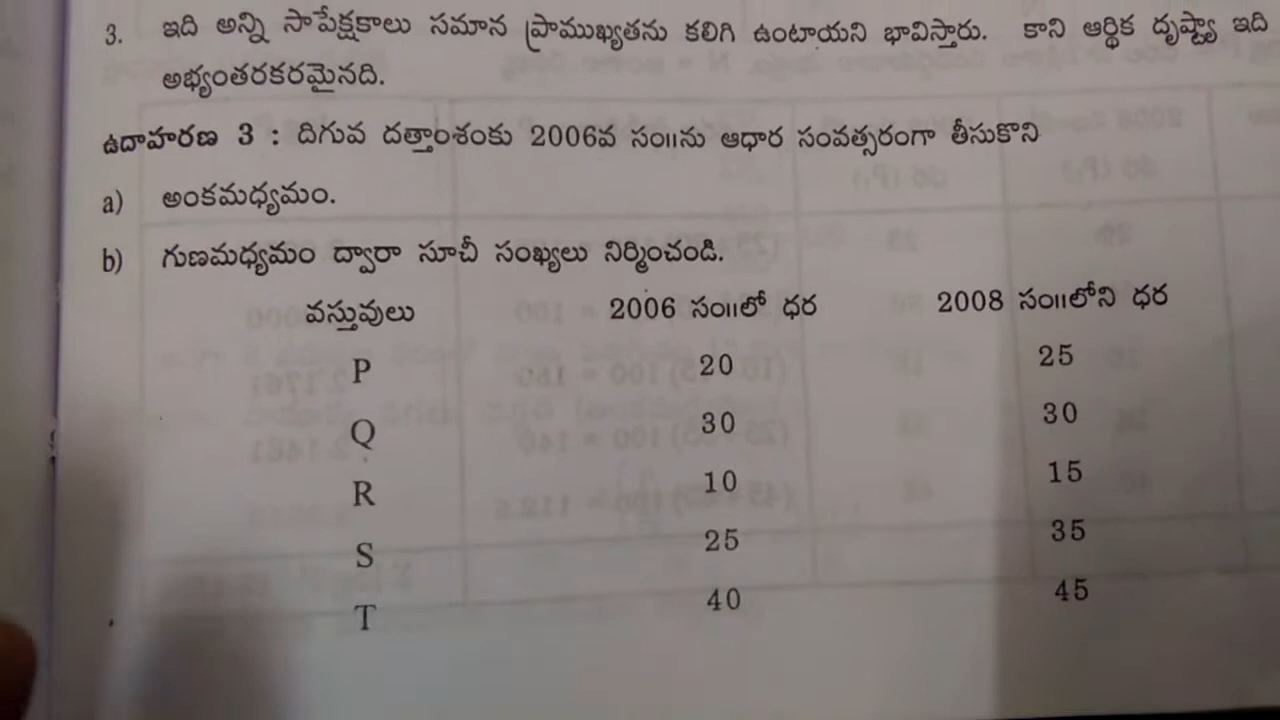 3. ఇది అన్ని సాపేక్షకాలు సమాన ప్రాముఖ్యతను కలిగి ఉంటాయని భావిస్తారు. కాని ఆర్థిక దృష్ట్యా ఇది
అభ్యంతరకరమైనది.
ఉదాహరణ 3 : దిగువ దత్తాంశంకు 2006వ సం॥ను ఆధార సంవత్సరంగా తీసుకొని
a) అంకమధ్యమం.
b) గుణమధ్యమం ద్వారా సూచీ సంఖ్యలు నిర్మించండి.
వస్తువులు 2006 సం॥లో ధర 2008 సం॥లోని ధర
P 20 25
Q 30 30
R 10 15
S 25 35
T 40 45